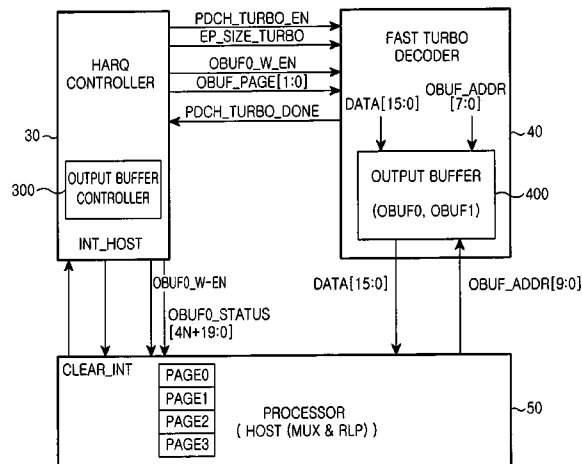 PDCH_TURBO_EN
EP_SIZE_TURBO
HARQ
CONTROLLER
OBUF0_W_EN
OBUF_PAGE[1:0]
PDCH_TURBO_DONE
FAST TURBO
DECODER
DATA[15:0]
OBUF_ADDR
[7:0]
30
40
300
OUTPUT BUFFER
CONTROLLER
INT_HOST
OUTPUT BUFFER
(OBUF0, OBUF1)
400
OBUF0_W-EN
OBUF0_STATUS
[4N+19:0]
DATA[15:0]
OBUF_ADDR[9:0]
CLEAR_INT
PAGE0
PAGE1
PAGE2
PAGE3
PROCESSOR
( HOST (MUX & RLP) )
50